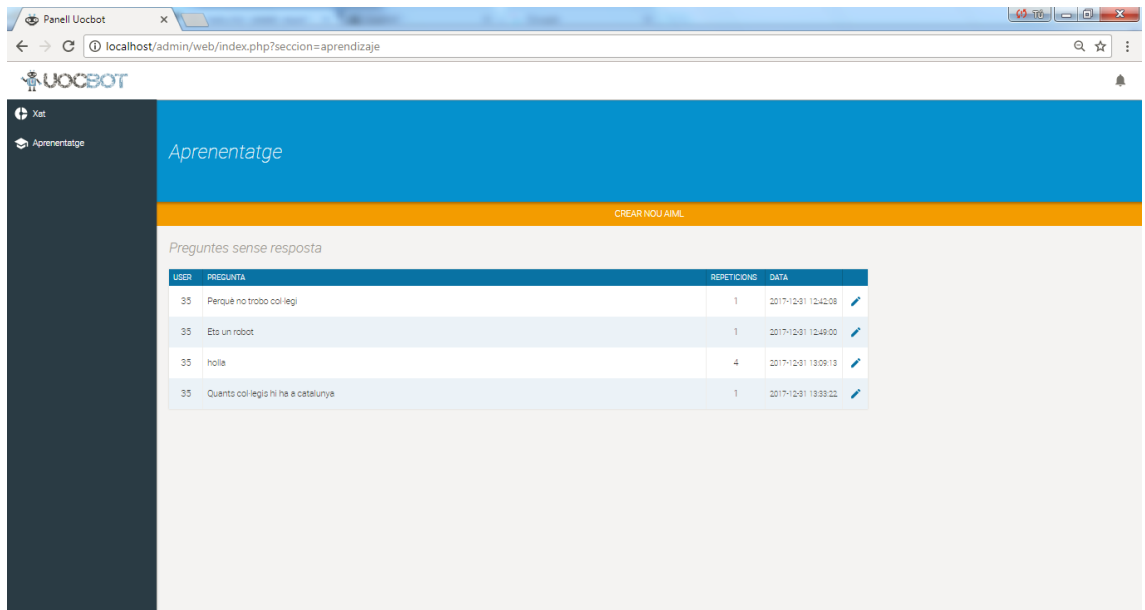 Panell Uocbot
localhost/admin/web/index.php?seccion=aprendizaje
UOCBOT
Xat
Aprenentatge
Aprenentatge
CREAR NOU AIML
Preguntes sense resposta
USER PREGUNTA REPETICIONS DATA
35 Perquè no trobo col·legi 1 2017-12-31 12:42:08
35 Ets un robot 1 2017-12-31 12:49:00
35 holla 4 2017-12-31 13:09:13
35 Quants col·legis hi ha a catalunya 1 2017-12-31 13:33:22